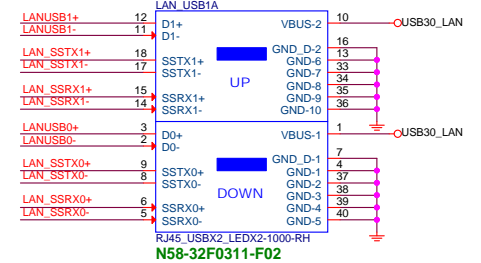 LAN_USB1A
LANUSB1+ 12 D1+ VBUS-2 10 USB30_LAN
LANUSB1- 11 D1-
GND_D-2 16
LAN_SSTX1+ 18 SSTX1+ GND-6 13
LAN_SSTX1- 17 SSTX1- GND-7 33
GND-8 34
UP
LAN_SSRX1+ 15 SSRX1+ GND-9 35
LAN_SSRX1- 14 SSRX1- GND-10 36
LANUSB0+ 3 D0+ VBUS-1 1 USB30_LAN
LANUSB0- 2 D0-
GND_D-1 7
LAN_SSTX0+ 9 SSTX0+ GND-1 4
LAN_SSTX0- 8 SSTX0- GND-2 37
DOWN GND-3 38
LAN_SSRX0+ 6 SSRX0+ GND-4 39
LAN_SSRX0- 5 SSRX0- GND-5 40
RJ45_USBX2_LEDX2-1000-RH
N58-32F0311-F02